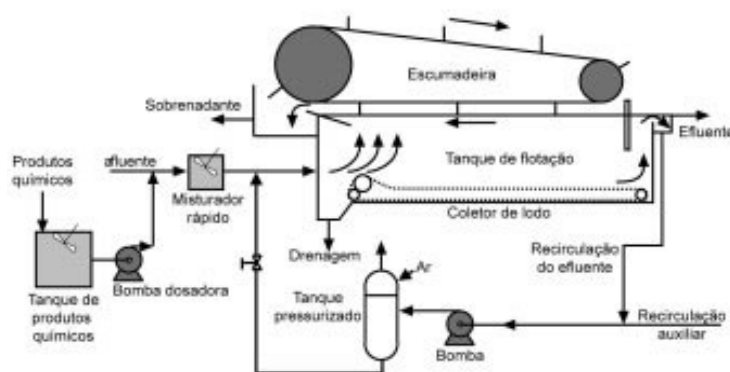 Escumadeira
Sobrenadante
Efluente
Produtos
químicos
afluente
Misturador
rápido
Tanque de flotação
Coletor de lodo
Drenagem
Recirculação
do efluente
Ar
Tanque
pressurizado
Bomba dosadora
Tanque de
produtos
químicos
Bomba
Recirculação
auxiliar